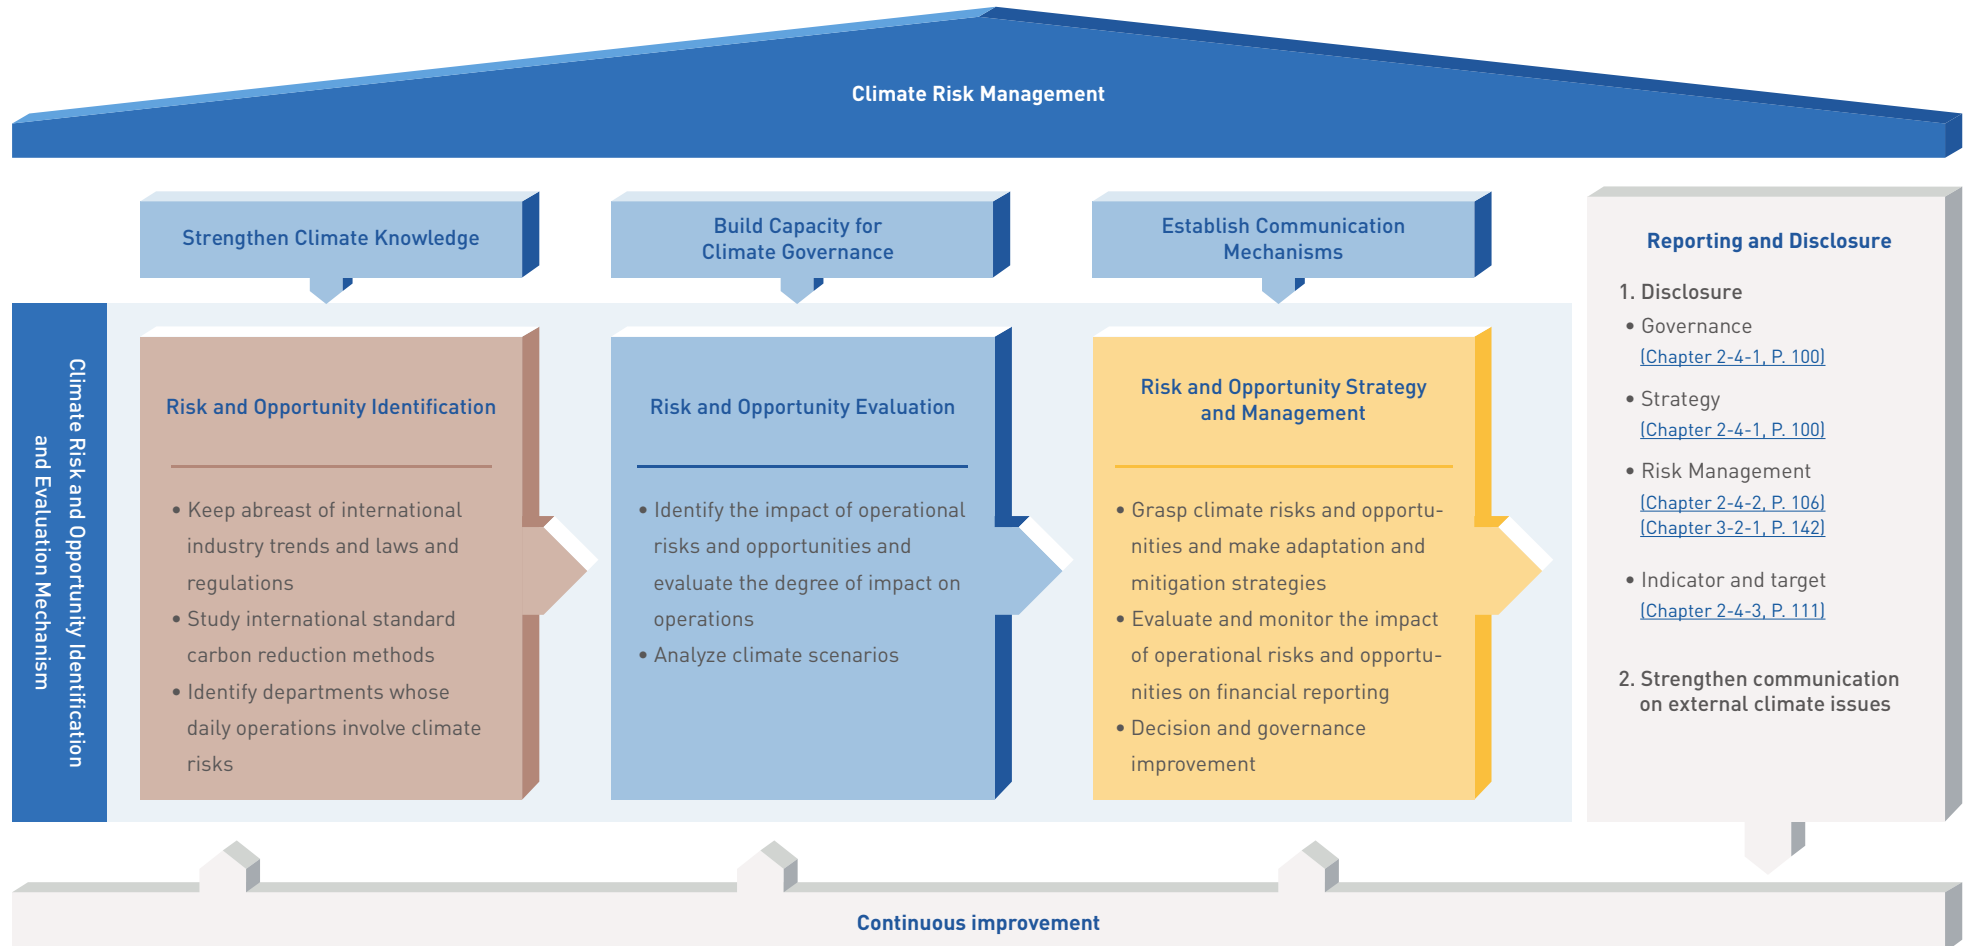 Climate Risk Management
Strengthen Climate Knowledge
Build Capacity for
Climate Governance
Establish Communication
Mechanisms
Climate Risk and Opportunity Identification
and Evaluation Mechanism
Risk and Opportunity Identification
• Keep abreast of international
industry trends and laws and
regulations
• Study international standard
carbon reduction methods
• Identify departments whose
daily operations involve climate
risks
Risk and Opportunity Evaluation
• Identify the impact of operational
risks and opportunities and
evaluate the degree of impact on
operations
• Analyze climate scenarios
Risk and Opportunity Strategy
and Management
• Grasp climate risks and opportu-
nities and make adaptation and
mitigation strategies
• Evaluate and monitor the impact
of operational risks and opportu-
nities on financial reporting
• Decision and governance
improvement
Reporting and Disclosure
1. Disclosure
• Governance
(Chapter 2-4-1, P. 100)
• Strategy
(Chapter 2-4-1, P. 100)
• Risk Management
(Chapter 2-4-2, P. 106)
(Chapter 3-2-1, P. 142)
• Indicator and target
(Chapter 2-4-3, P. 111)
2. Strengthen communication
on external climate issues
Continuous improvement